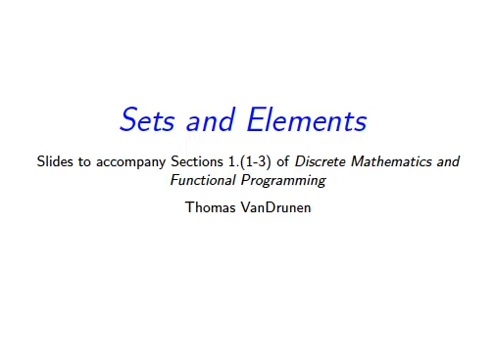 Sets and Elements
Slides to accompany Sections 1.(1-3) of Discrete Mathematics and
Functional Programming
Thomas VanDrunen